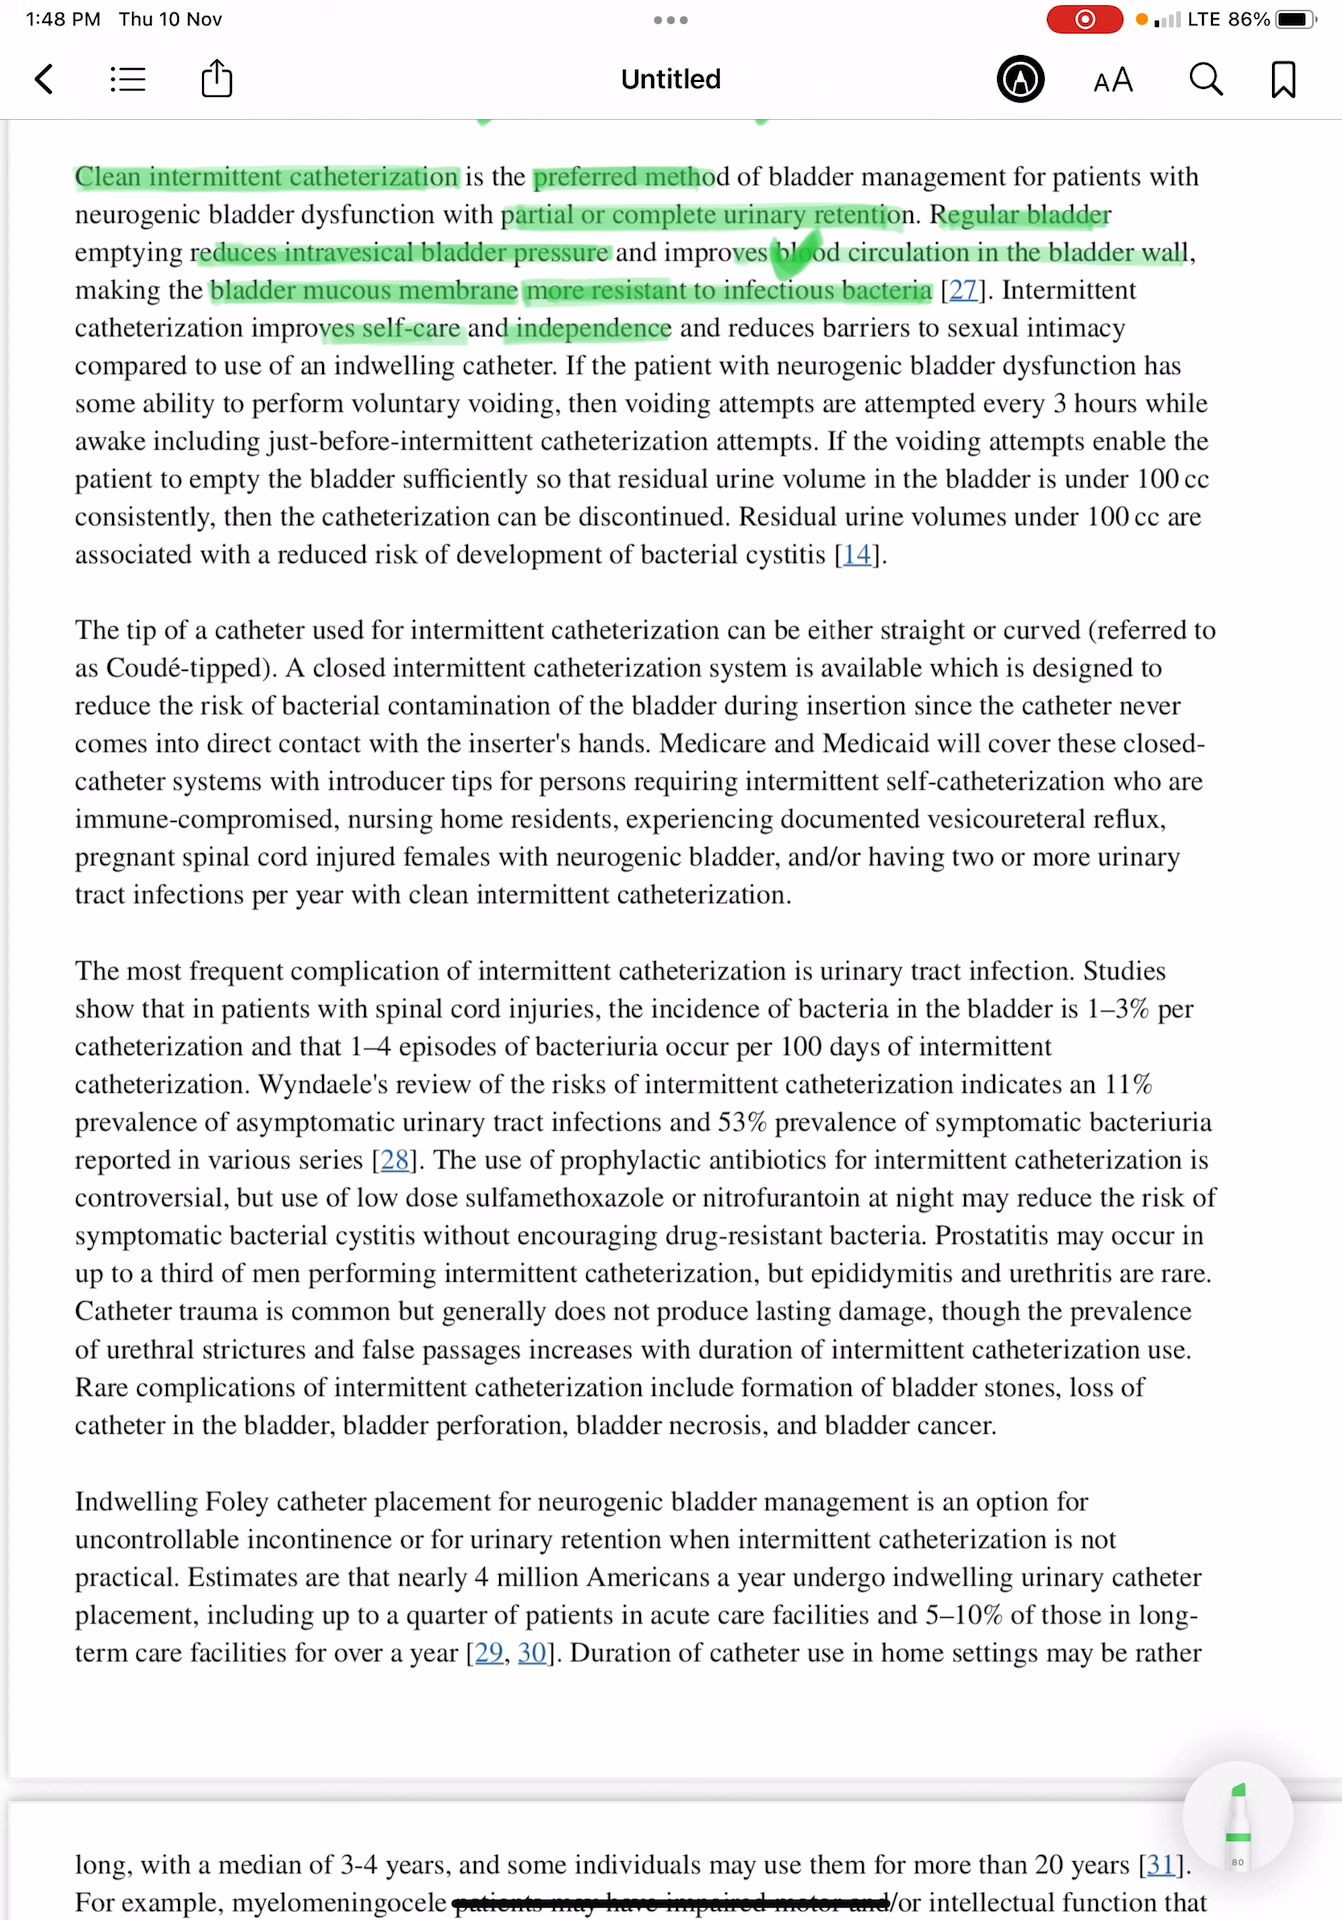 1:48 PM Thu 10 Nov
LTE 86%
Untitled
AA
Clean intermittent catheterization is the preferred method of bladder management for patients with
neurogenic bladder dysfunction with partial or complete urinary retention. Regular bladder
emptying reduces intravesical bladder pressure and improves blood circulation in the bladder wall,
making the bladder mucous membrane more resistant to infectious bacteria [27]. Intermittent
catheterization improves self-care and independence and reduces barriers to sexual intimacy
compared to use of an indwelling catheter. If the patient with neurogenic bladder dysfunction has
some ability to perform voluntary voiding, then voiding attempts are attempted every 3 hours while
awake including just-before-intermittent catheterization attempts. If the voiding attempts enable the
patient to empty the bladder sufficiently so that residual urine volume in the bladder is under 100 cc
consistently, then the catheterization can be discontinued. Residual urine volumes under 100 cc are
associated with a reduced risk of development of bacterial cystitis [14].
The tip of a catheter used for intermittent catheterization can be either straight or curved (referred to
as Coudé-tipped). A closed intermittent catheterization system is available which is designed to
reduce the risk of bacterial contamination of the bladder during insertion since the catheter never
comes into direct contact with the inserter's hands. Medicare and Medicaid will cover these closed-
catheter systems with introducer tips for persons requiring intermittent self-catheterization who are
immune-compromised, nursing home residents, experiencing documented vesicoureteral reflux,
pregnant spinal cord injured females with neurogenic bladder, and/or having two or more urinary
tract infections per year with clean intermittent catheterization.
The most frequent complication of intermittent catheterization is urinary tract infection. Studies
show that in patients with spinal cord injuries, the incidence of bacteria in the bladder is 1–3% per
catheterization and that 1–4 episodes of bacteriuria occur per 100 days of intermittent
catheterization. Wyndaele's review of the risks of intermittent catheterization indicates an 11%
prevalence of asymptomatic urinary tract infections and 53% prevalence of symptomatic bacteriuria
reported in various series [28]. The use of prophylactic antibiotics for intermittent catheterization is
controversial, but use of low dose sulfamethoxazole or nitrofurantoin at night may reduce the risk of
symptomatic bacterial cystitis without encouraging drug-resistant bacteria. Prostatitis may occur in
up to a third of men performing intermittent catheterization, but epididymitis and urethritis are rare.
Catheter trauma is common but generally does not produce lasting damage, though the prevalence
of urethral strictures and false passages increases with duration of intermittent catheterization use.
Rare complications of intermittent catheterization include formation of bladder stones, loss of
catheter in the bladder, bladder perforation, bladder necrosis, and bladder cancer.
Indwelling Foley catheter placement for neurogenic bladder management is an option for
uncontrollable incontinence or for urinary retention when intermittent catheterization is not
practical. Estimates are that nearly 4 million Americans a year undergo indwelling urinary catheter
placement, including up to a quarter of patients in acute care facilities and 5–10% of those in long-
term care facilities for over a year [29, 30]. Duration of catheter use in home settings may be rather
80
long, with a median of 3-4 years, and some individuals may use them for more than 20 years [31].
For example, myelomeningocele patients may have impaired motor and/or intellectual function that